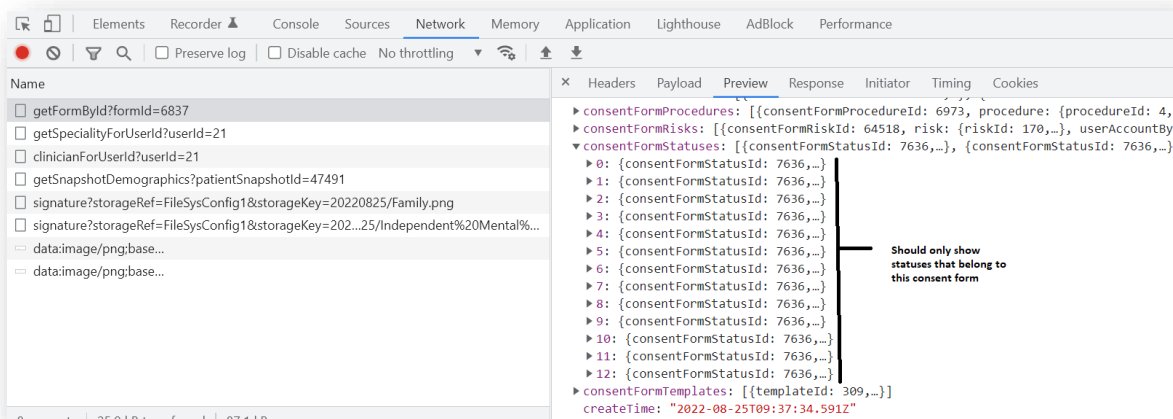 Elements Recorder Console Sources Network Memory Application Lighthouse AdBlock Performance
Preserve log Disable cache No throttling
Name
× Headers Payload Preview Response Initiator Timing Cookies
getFormById?formId=6837
getSpecialityForUserId?userId=21
clinicianForUserId?userId=21
getSnapshotDemographics?patientSnapshotId=47491
signature?storageRef=FileSysConfig1&storageKey=20220825/Family.png
signature?storageRef=FileSysConfig1&storageKey=202...25/Independent%20Mental%...
data:image/png;base...
data:image/png;base...
consentFormProcedures: [{consentFormProcedureId: 6973, procedure: {procedureId: 4,
consentFormRisks: [{consentFormRiskId: 64518, risk: {riskId: 170,…}, userAccountBy
consentFormStatuses: [{consentFormStatusId: 7636,…}, {consentFormStatusId: 7636,…}
0: {consentFormStatusId: 7636,…}
1: {consentFormStatusId: 7636,…}
2: {consentFormStatusId: 7636,…}
3: {consentFormStatusId: 7636,…}
4: {consentFormStatusId: 7636,…}
5: {consentFormStatusId: 7636,…}
6: {consentFormStatusId: 7636,…}
7: {consentFormStatusId: 7636,…}
8: {consentFormStatusId: 7636,…}
9: {consentFormStatusId: 7636,…}
10: {consentFormStatusId: 7636,…}
11: {consentFormStatusId: 7636,…}
12: {consentFormStatusId: 7636,…}
Should only show
statuses that belong to
this consent form
consentFormTemplates: [{templateId: 309,…}]
createTime: "2022-08-25T09:37:34.591Z"